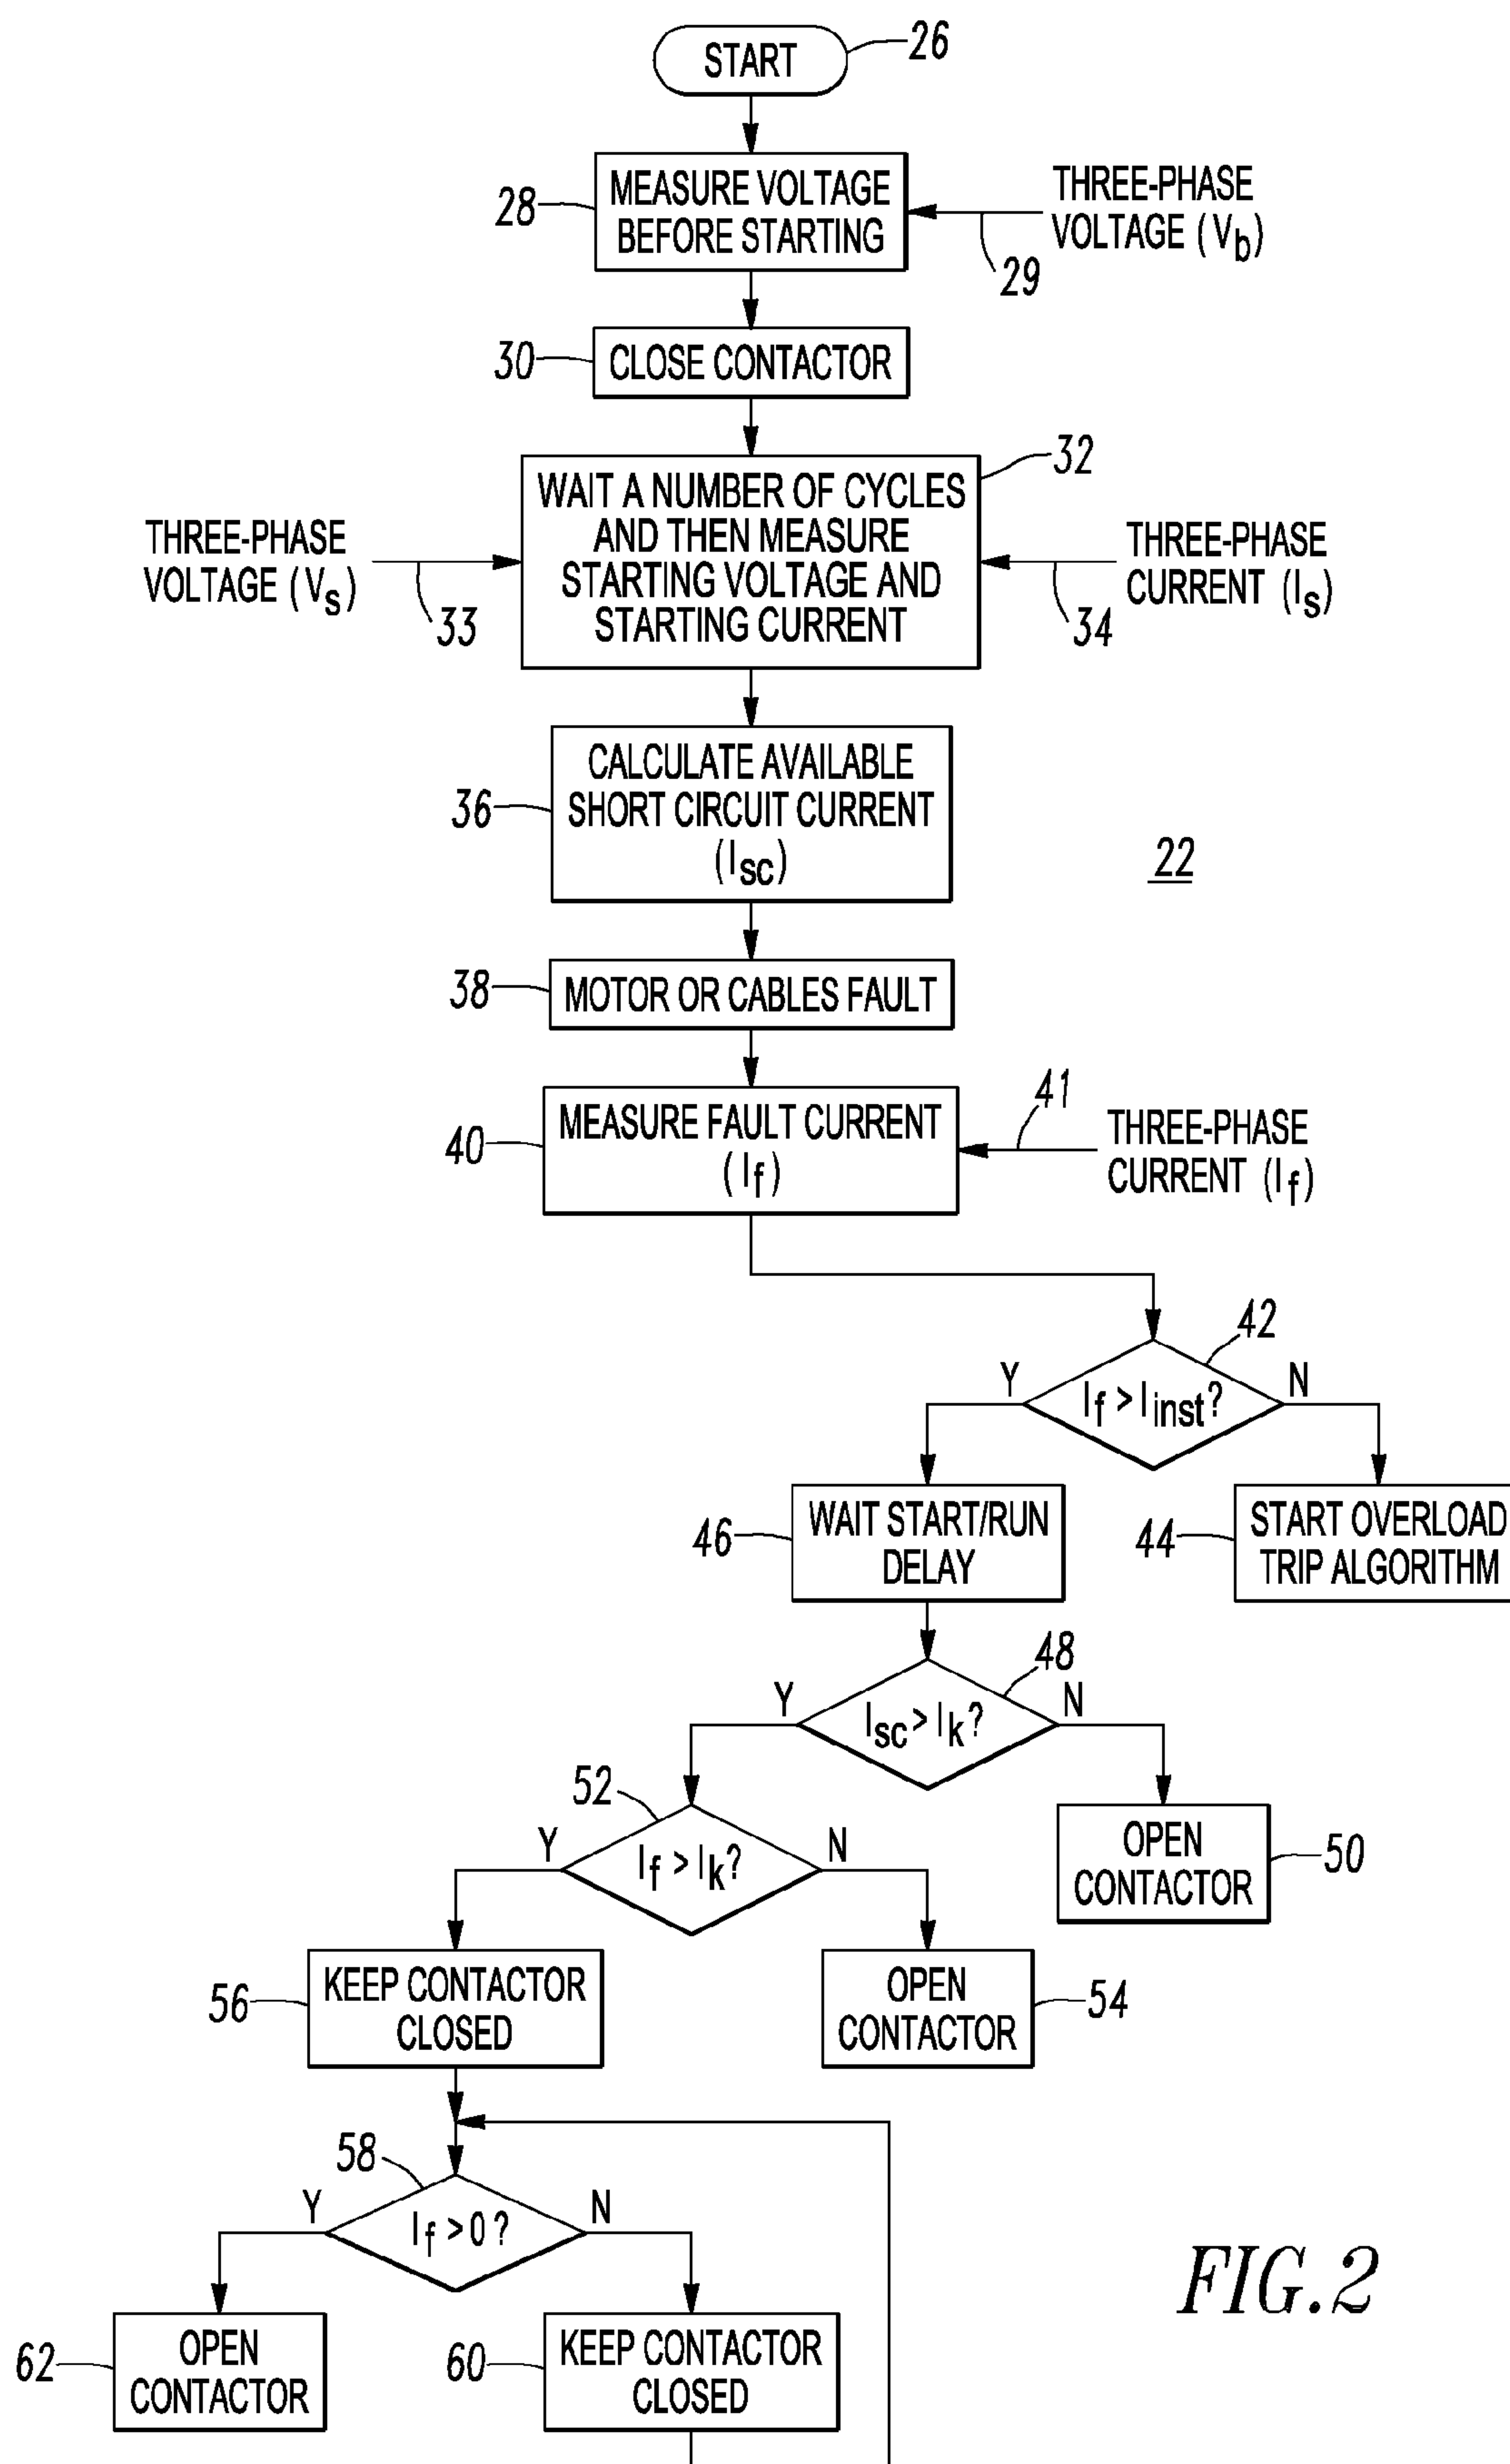 START
26
MEASURE VOLTAGE
BEFORE STARTING
28
THREE-PHASE
VOLTAGE (Vb)
29
CLOSE CONTACTOR
30
WAIT A NUMBER OF CYCLES
AND THEN MEASURE
STARTING VOLTAGE AND
STARTING CURRENT
32
THREE-PHASE
VOLTAGE (Vs)
33
THREE-PHASE
CURRENT (Is)
34
CALCULATE AVAILABLE
SHORT CIRCUIT CURRENT
(Isc)
36
22
MOTOR OR CABLES FAULT
38
MEASURE FAULT CURRENT
(If)
40
41
THREE-PHASE
CURRENT (If)
42
Y
If > Iinst?
N
WAIT START/RUN
DELAY
46
START OVERLOAD
TRIP ALGORITHM
44
48
Y
Isc > Ik?
N
52
Y
If > Ik?
N
OPEN
CONTACTOR
50
KEEP CONTACTOR
CLOSED
56
OPEN
CONTACTOR
54
58
Y
If > 0?
N
OPEN
CONTACTOR
62
KEEP CONTACTOR
CLOSED
60
FIG.2